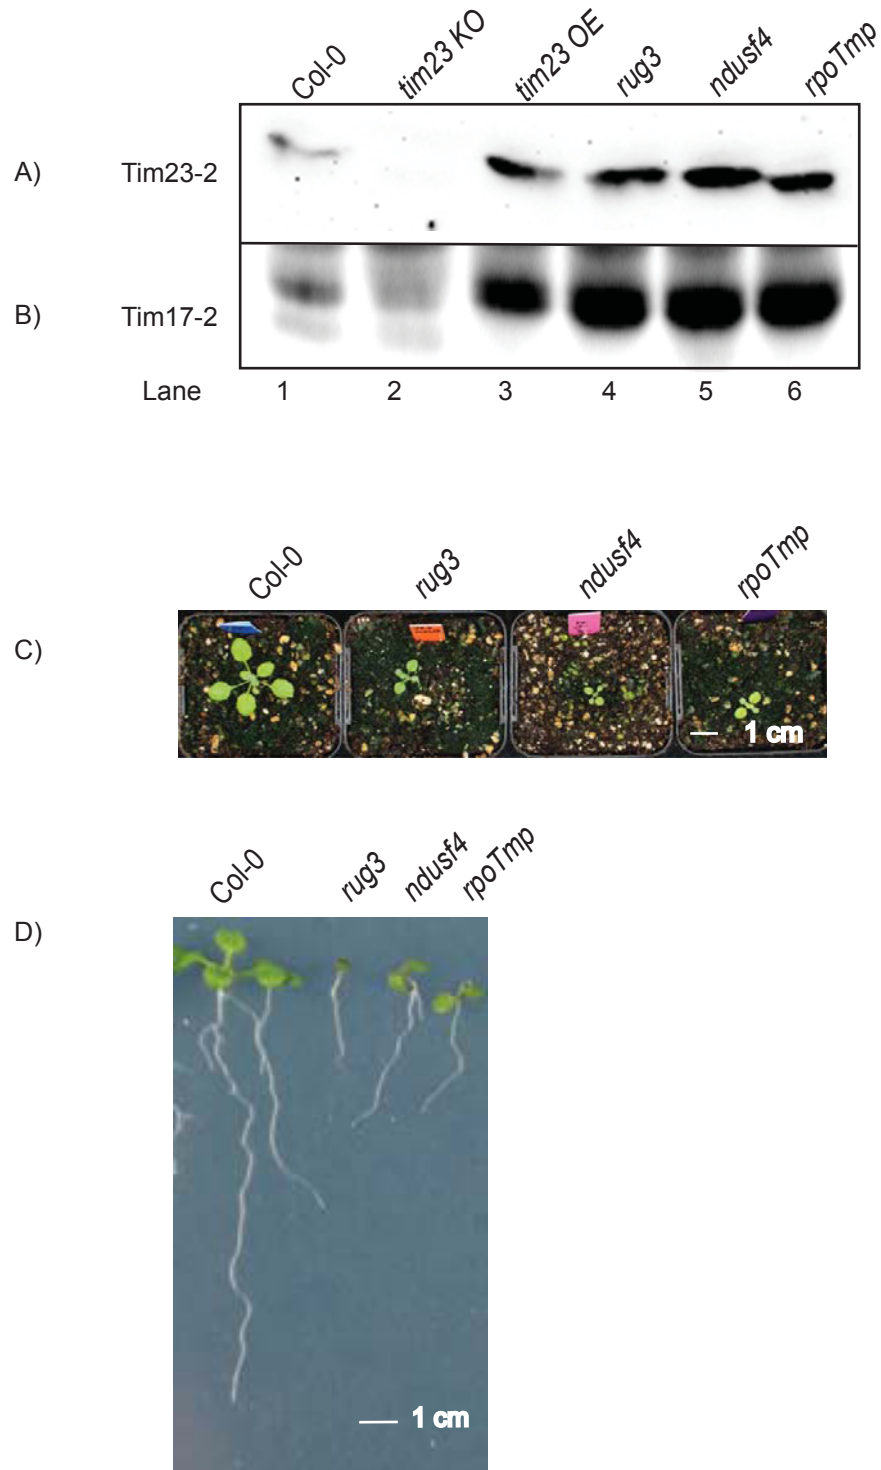 Col-0 tim23 KO tim23 OE rug3 ndusf4 rpoTmp
A) Tim23-2
B) Tim17-2
Lane 1 2 3 4 5 6
Col-0 rug3 ndusf4 rpoTmp
C)
1 cm
Col-0 rug3 ndusf4 rpoTmp
D)
1 cm